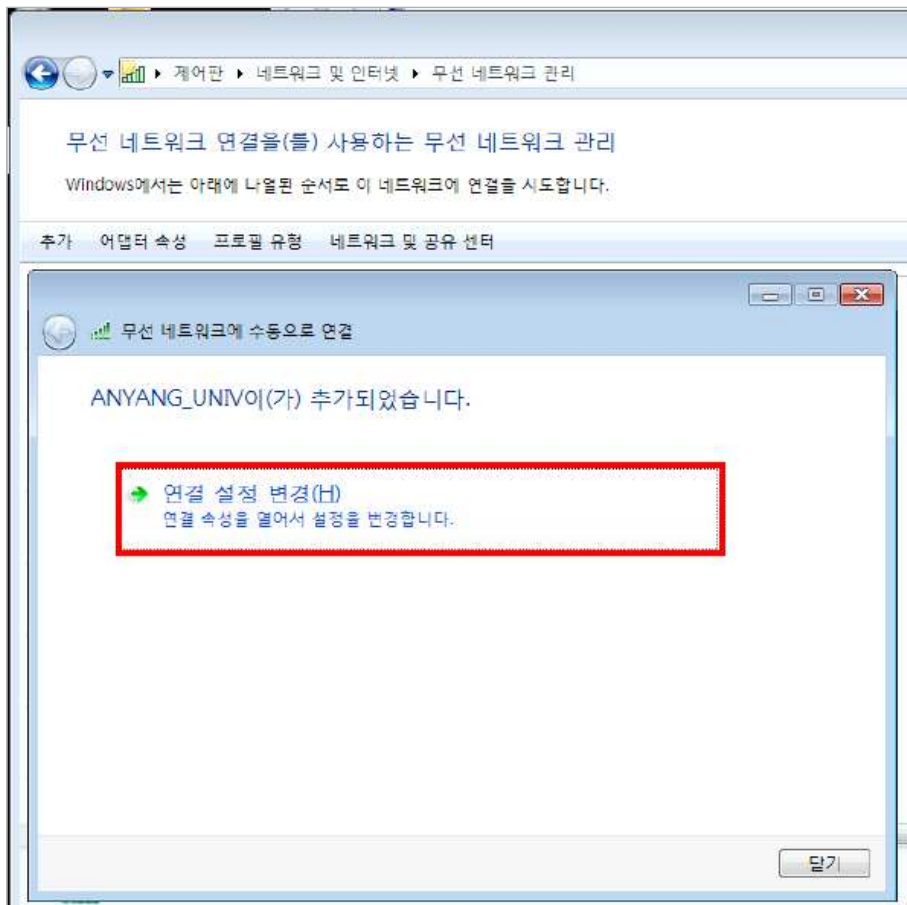 제어판 네트워크 및 인터넷 무선 네트워크 관리
무선 네트워크 연결을(를) 사용하는 무선 네트워크 관리
Windows에서는 아래에 나열된 순서로 이 네트워크에 연결을 시도합니다.
추가 어댑터 속성 프로필 유형 네트워크 및 공유 센터
무선 네트워크에 수동으로 연결
ANYANG_UNIV이(가) 추가되었습니다.
연결 설정 변경(H)
연결 속성을 열어서 설정을 변경합니다.
닫기